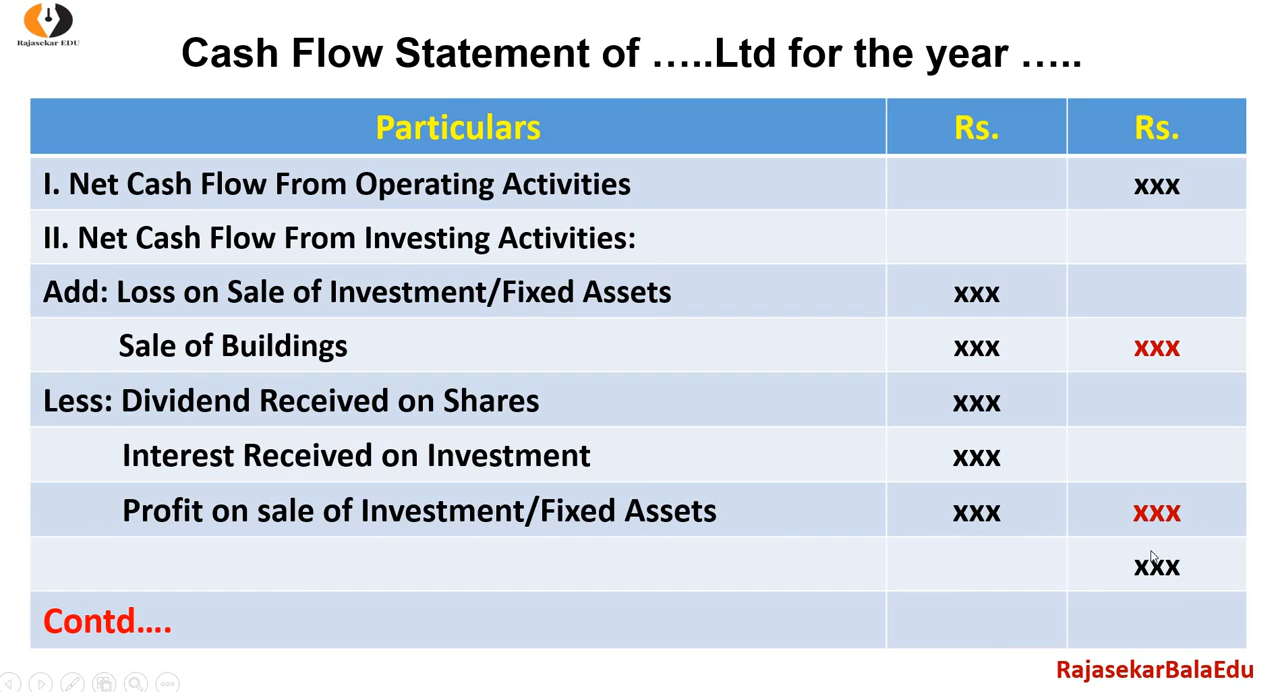 Rajasekar EDU
Cash Flow Statement of …..Ltd for the year …..
Particulars Rs. Rs.
I. Net Cash Flow From Operating Activities xxx
II. Net Cash Flow From Investing Activities:
Add: Loss on Sale of Investment/Fixed Assets xxx
Sale of Buildings xxx xxx
Less: Dividend Received on Shares xxx
Interest Received on Investment xxx
Profit on sale of Investment/Fixed Assets xxx xxx
xxx
Contd….
RajasekarBalaEdu